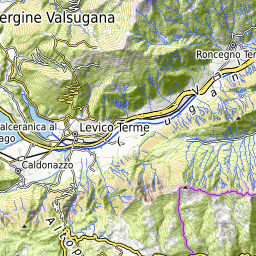 ergine Valsugana
Roncegno Ter
alceranica al
ago
Levico Terme
Caldonazzo
u g a n
A l t o p